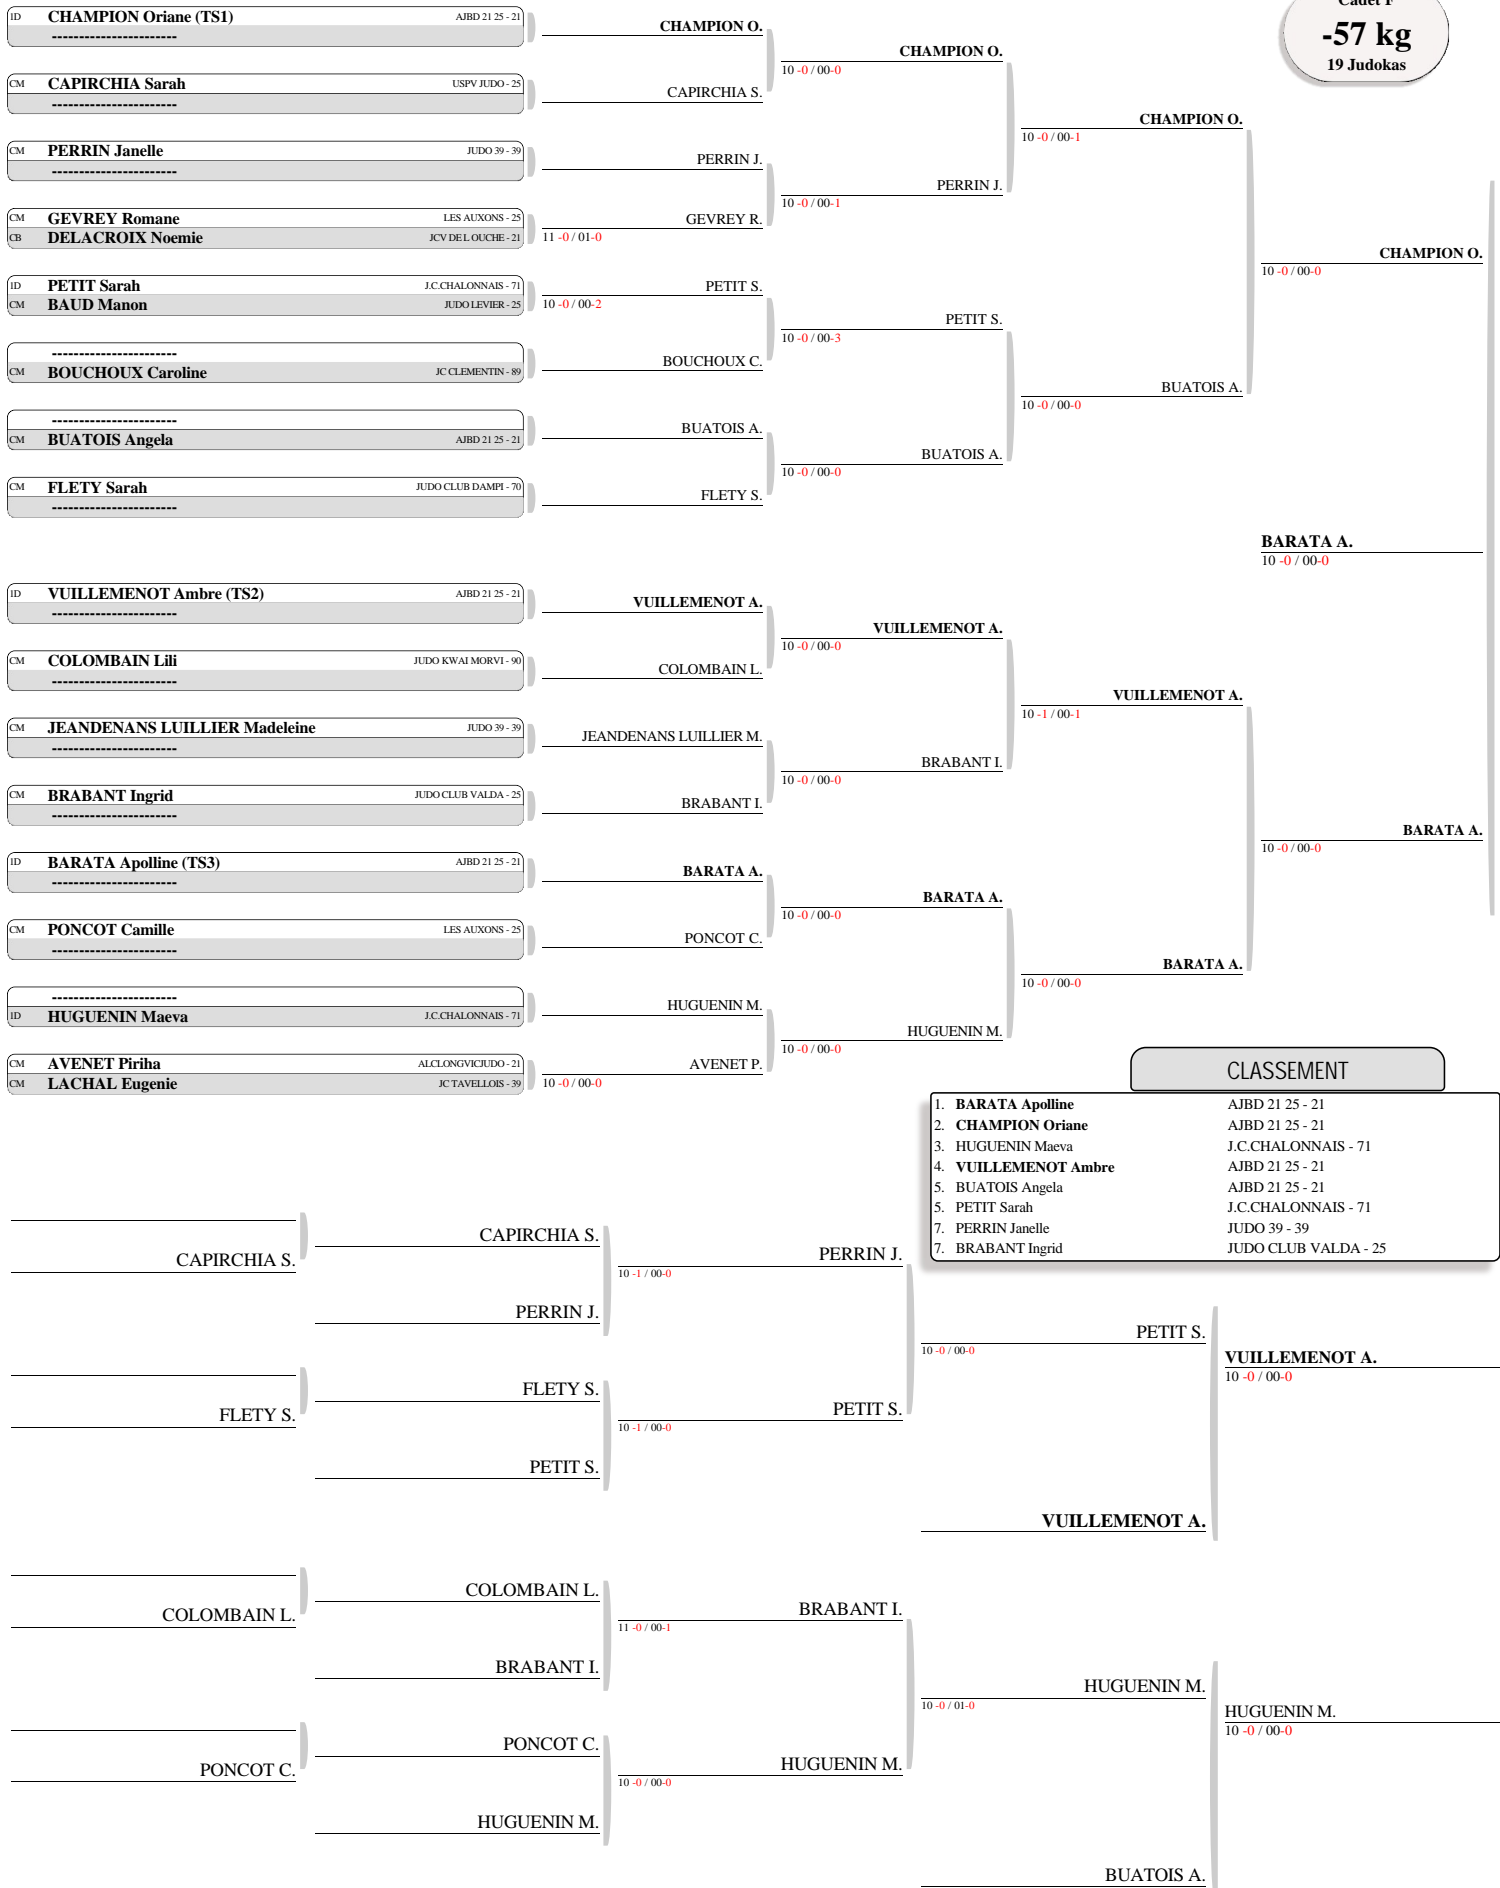 Cadet F
-57 kg
19 Judokas
1D CHAMPION Oriane (TS1) AJBD 21 25 - 21
-----------------------
CM CAPIRCHIA Sarah USPV JUDO - 25
-----------------------
CM PERRIN Janelle JUDO 39 - 39
-----------------------
CM GEVREY Romane LES AUXONS - 25
CB DELACROIX Noemie JCV DE L OUCHE - 21
1D PETIT Sarah J.C.CHALONNAIS - 71
CM BAUD Manon JUDO LEVIER - 25
-----------------------
CM BOUCHOUX Caroline JC CLEMENTIN - 89
-----------------------
CM BUATOIS Angela AJBD 21 25 - 21
CM FLETY Sarah JUDO CLUB DAMPI - 70
-----------------------
1D VUILLEMENOT Ambre (TS2) AJBD 21 25 - 21
-----------------------
CM COLOMBAIN Lili JUDO KWAI MORVI - 90
-----------------------
CM JEANDENANS LUILLIER Madeleine JUDO 39 - 39
-----------------------
CM BRABANT Ingrid JUDO CLUB VALDA - 25
-----------------------
1D BARATA Apolline (TS3) AJBD 21 25 - 21
-----------------------
CM PONCOT Camille LES AUXONS - 25
-----------------------
-----------------------
1D HUGUENIN Maeva J.C.CHALONNAIS - 71
CM AVENET Piriha ALCLONGVICJUDO - 21
CM LACHAL Eugenie JC TAVELLOIS - 39
CHAMPION O.
CAPIRCHIA S.
PERRIN J.
GEVREY R.
11 -0 / 01-0
PETIT S.
10 -0 / 00-2
BOUCHOUX C.
BUATOIS A.
FLETY S.
VUILLEMENOT A.
COLOMBAIN L.
JEANDENANS LUILLIER M.
BRABANT I.
BARATA A.
PONCOT C.
HUGUENIN M.
AVENET P.
10 -0 / 00-0
CHAMPION O.
10 -0 / 00-0
PERRIN J.
10 -0 / 00-1
PETIT S.
10 -0 / 00-3
BUATOIS A.
10 -0 / 00-0
VUILLEMENOT A.
10 -0 / 00-0
BRABANT I.
10 -0 / 00-0
BARATA A.
10 -0 / 00-0
HUGUENIN M.
10 -0 / 00-0
CHAMPION O.
10 -0 / 00-1
BUATOIS A.
10 -0 / 00-0
VUILLEMENOT A.
10 -1 / 00-1
BARATA A.
10 -0 / 00-0
CHAMPION O.
10 -0 / 00-0
BARATA A.
10 -0 / 00-0
BARATA A.
10 -0 / 00-0
CLASSEMENT
1. BARATA Apolline AJBD 21 25 - 21
2. CHAMPION Oriane AJBD 21 25 - 21
3. HUGUENIN Maeva J.C.CHALONNAIS - 71
4. VUILLEMENOT Ambre AJBD 21 25 - 21
5. BUATOIS Angela AJBD 21 25 - 21
5. PETIT Sarah J.C.CHALONNAIS - 71
7. PERRIN Janelle JUDO 39 - 39
7. BRABANT Ingrid JUDO CLUB VALDA - 25
CAPIRCHIA S.
FLETY S.
COLOMBAIN L.
PONCOT C.
CAPIRCHIA S.
PERRIN J.
FLETY S.
PETIT S.
COLOMBAIN L.
BRABANT I.
PONCOT C.
HUGUENIN M.
PERRIN J.
10 -1 / 00-0
PETIT S.
10 -1 / 00-0
BRABANT I.
11 -0 / 00-1
HUGUENIN M.
10 -0 / 00-0
PETIT S.
10 -0 / 00-0
VUILLEMENOT A.
HUGUENIN M.
10 -0 / 01-0
BUATOIS A.
VUILLEMENOT A.
10 -0 / 00-0
HUGUENIN M.
10 -0 / 00-0